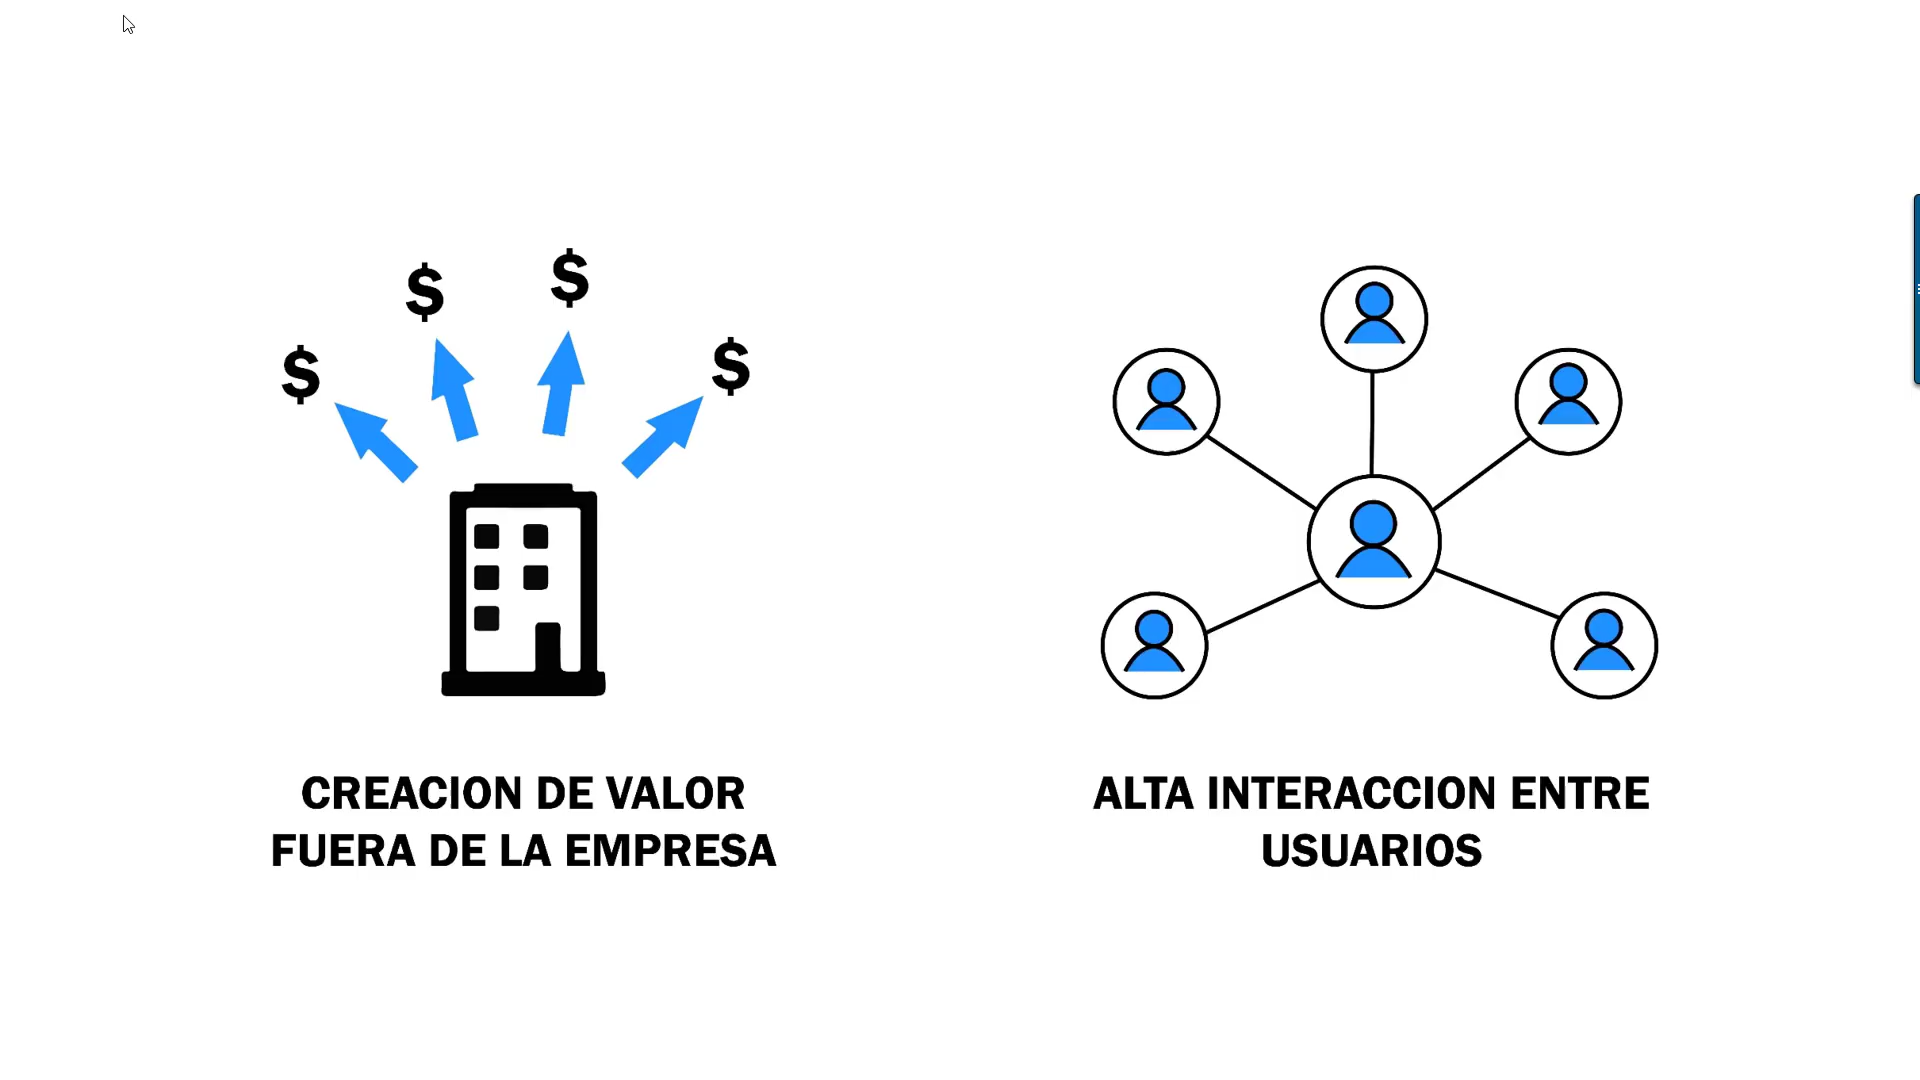 $
$
$
$
CREACION DE VALOR
FUERA DE LA EMPRESA
ALTA INTERACCION ENTRE
USUARIOS